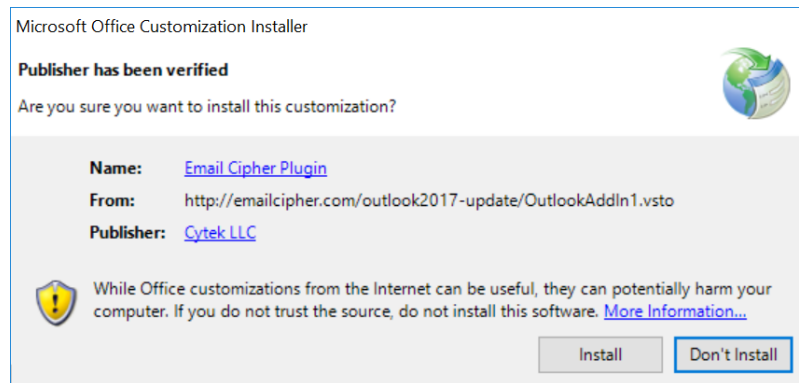 Microsoft Office Customization Installer
Publisher has been verified
Are you sure you want to install this customization?
Name: Email Cipher Plugin
From: http://emailcipher.com/outlook2017-update/OutlookAddIn1.vsto
Publisher: Cytek LLC
While Office customizations from the Internet can be useful, they can potentially harm your
computer. If you do not trust the source, do not install this software. More Information...
Install Don't Install